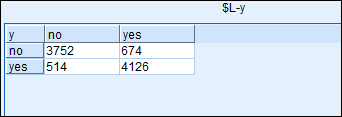 $L-y
y no yes
no 3752 674
yes 514 4126